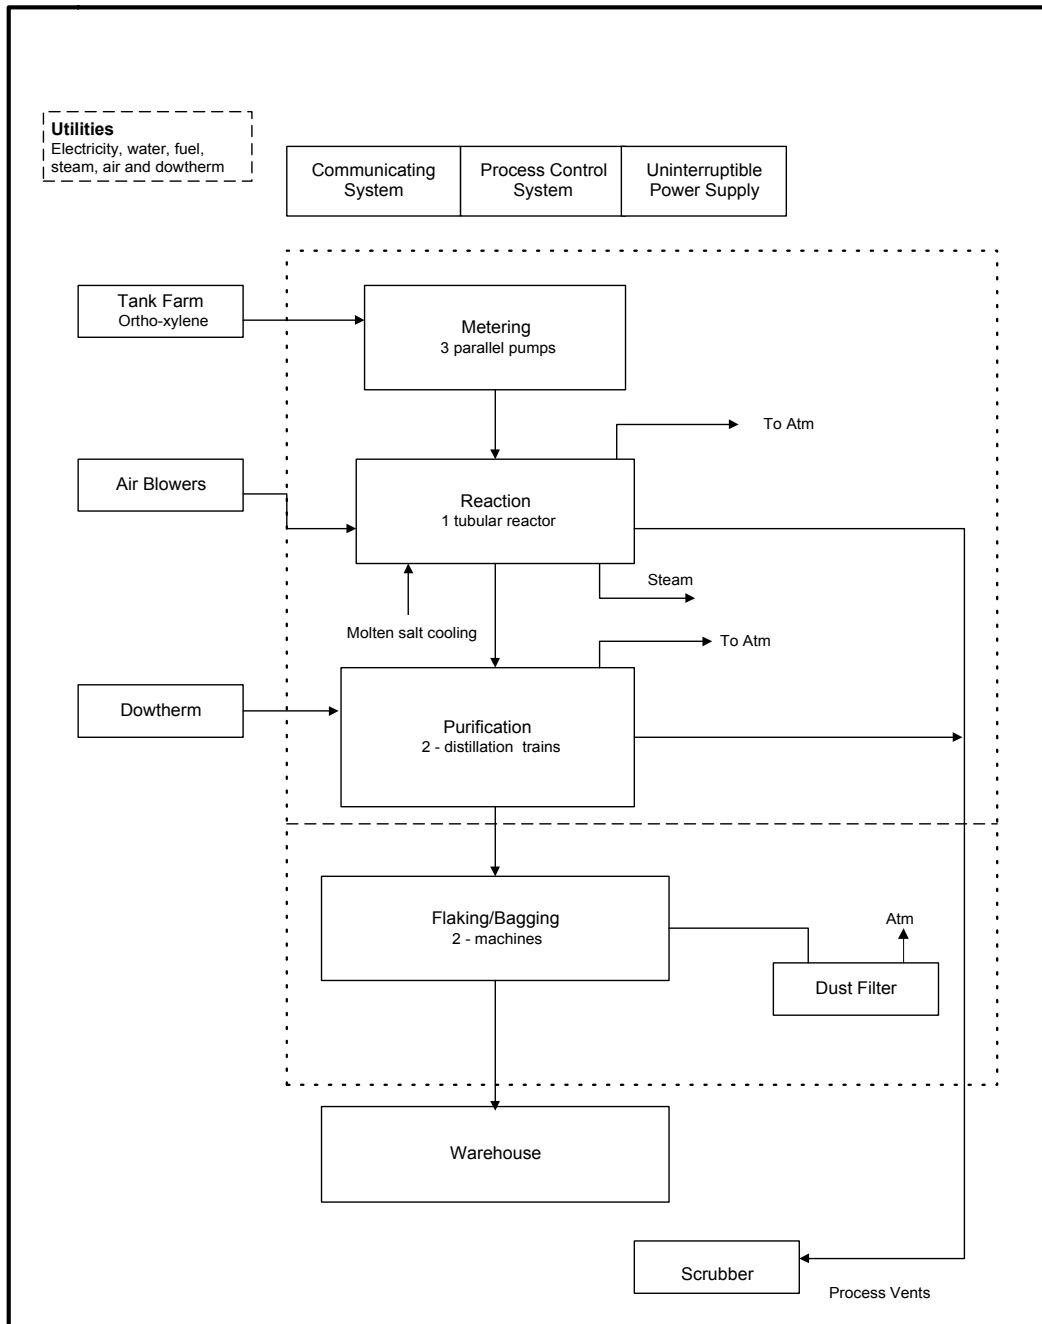 Utilities
Electricity, water, fuel,
steam, air and dowtherm
Communicating
System
Process Control
System
Uninterruptible
Power Supply
Tank Farm
Ortho-xylene
Metering
3 parallel pumps
To Atm
Air Blowers
Reaction
1 tubular reactor
Steam
Molten salt cooling
To Atm
Dowtherm
Purification
2 - distillation trains
Flaking/Bagging
2 - machines
Atm
Dust Filter
Warehouse
Scrubber
Process Vents